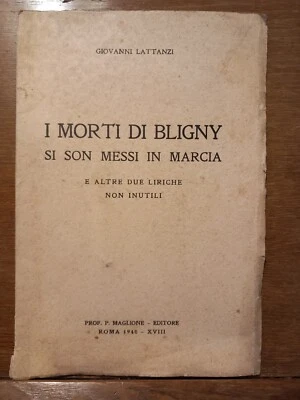 GIOVANNI LATTANZI
I MORTI DI BLIGNY
SI SON MESSI IN MARCIA
E ALTRE DUE LIRICHE
NON INUTILI
PROF. P. MAGLIONE - EDITORE
ROMA 1940 - XVIII